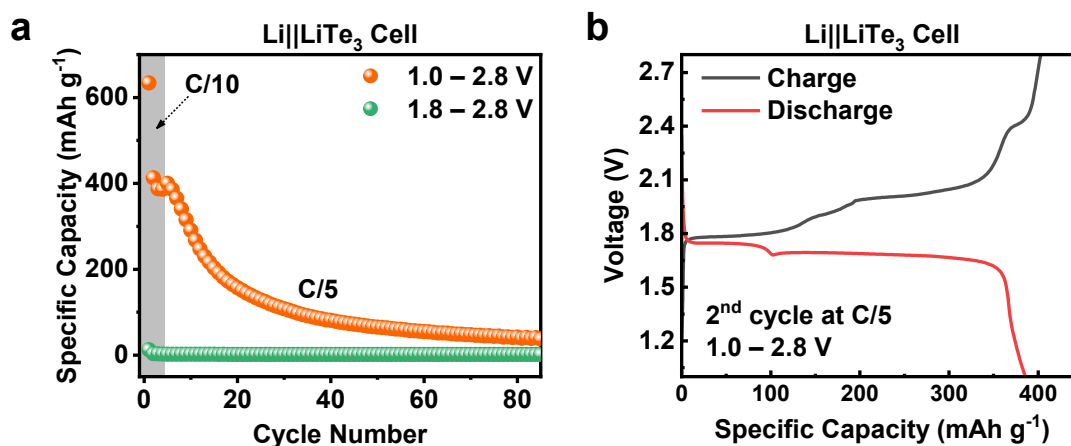 a
Li||LiTe₃ Cell
C/10
1.0 – 2.8 V
1.8 – 2.8 V
C/5
600
400
200
0
0
20
40
60
80
Specific Capacity (mAh g⁻¹)
Cycle Number
b
Li||LiTe₃ Cell
Charge
Discharge
2ⁿᵈ cycle at C/5
1.0 – 2.8 V
2.7
2.4
2.1
1.8
1.5
1.2
0
100
200
300
400
Voltage (V)
Specific Capacity (mAh g⁻¹)